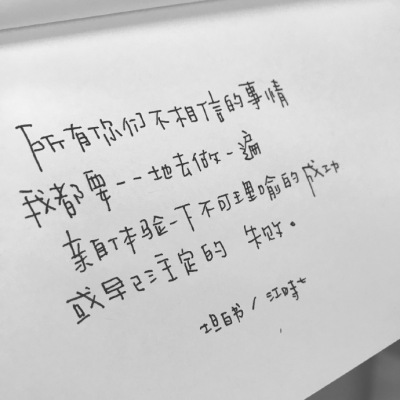 所有你们不相信的事情
我都要一一地去做一遍
亲自体验一下不可理喻的成功
或早已注定的 失败。
坦白书 / 江时七